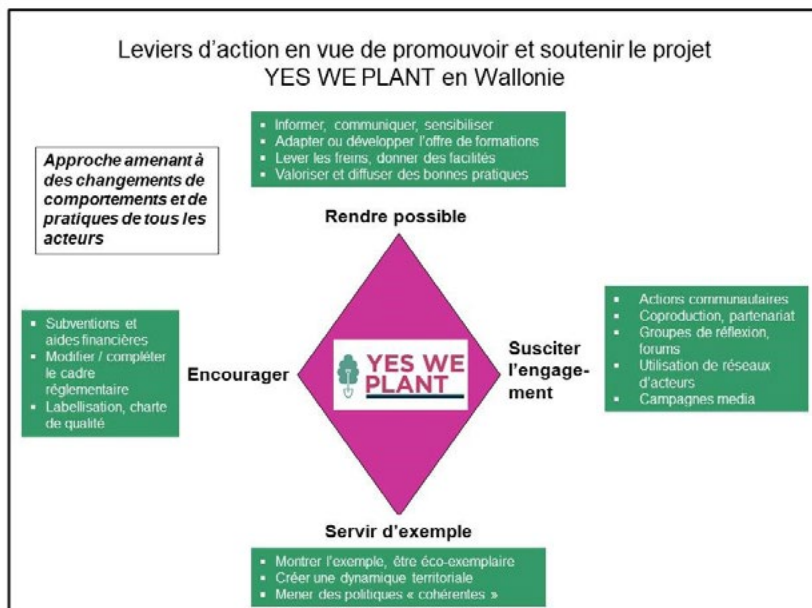 Leviers d'action en vue de promouvoir et soutenir le projet
YES WE PLANT en Wallonie
▪ Informer, communiquer, sensibiliser
▪ Adapter ou développer l'offre de formations
▪ Lever les freins, donner des facilités
▪ Valoriser et diffuser des bonnes pratiques
Approche amenant à
des changements de
comportements et de
pratiques de tous les
acteurs
Rendre possible
▪ Subventions et
aides financières
▪ Modifier / compléter
le cadre
réglementaire
▪ Labellisation, charte
de qualité
Encourager
YES WE
PLANT
Susciter
l'engage-
ment
▪ Actions communautaires
▪ Coproduction, partenariat
▪ Groupes de réflexion,
forums
▪ Utilisation de réseaux
d'acteurs
▪ Campagnes media
Servir d'exemple
▪ Montrer l'exemple, être éco-exemplaire
▪ Créer une dynamique territoriale
▪ Mener des politiques « cohérentes »